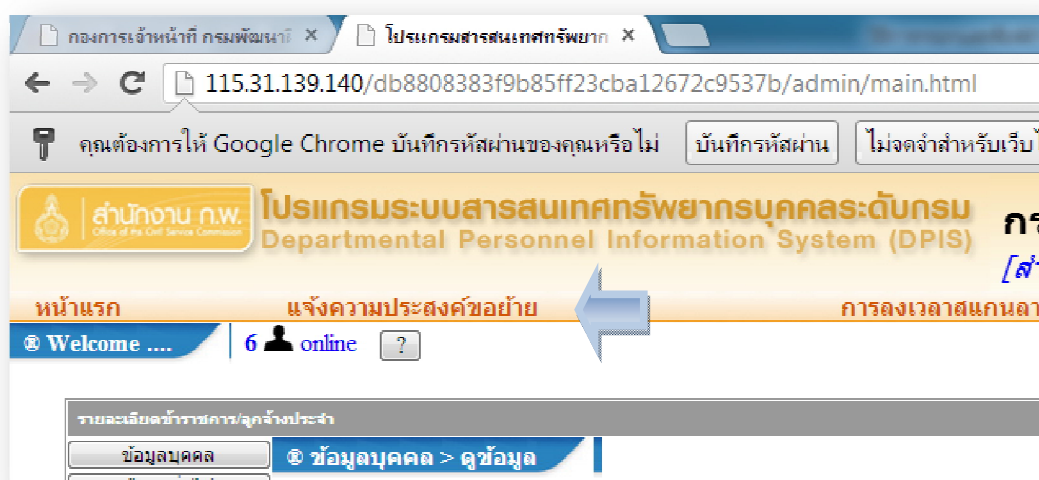 กองการเจ้าหน้าที่ กรมพัฒนาที่ × โปรแกรมสารสนเทศทรัพยาก ×
115.31.139.140/db8808383f9b85ff23cba12672c9537b/admin/main.html
คุณต้องการให้ Google Chrome บันทึกรหัสผ่านของคุณหรือไม่ บันทึกรหัสผ่าน ไม่จดจำสำหรับเว็บ
สำนักงาน ก.พ. โปรแกรมระบบสารสนเทศทรัพยากรบุคคลระดับกรม
Office of the Civil Service Commission Departmental Personnel Information System (DPIS)
หน้าแรก แจ้งความประสงค์ขอย้าย การลงเวลาสแกนลา
® Welcome .... 6 online ?
รายละเอียดข้าราชการ/ลูกจ้างประจำ
ข้อมูลบุคคล ® ข้อมูลบุคคล > ดูข้อมูล